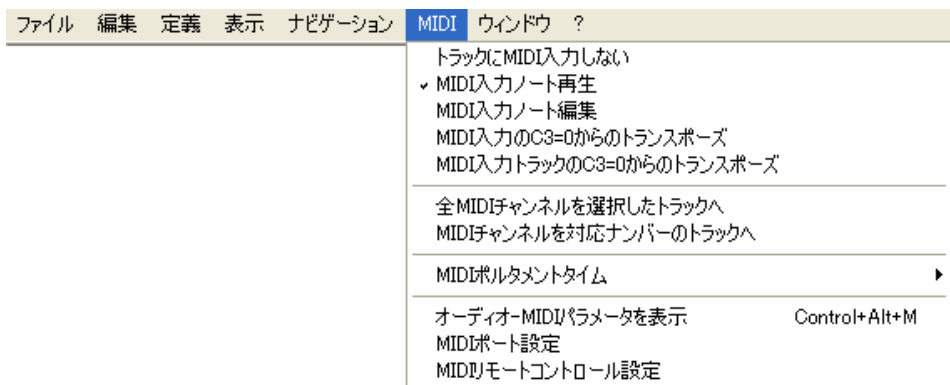 ファイル 編集 定義 表示 ナビゲーション MIDI ウィンドウ ?
トラックにMIDI入力しない
MIDI入力ノート再生
MIDI入力ノート編集
MIDI入力のC3=0からのトランスポーズ
MIDI入力トラックのC3=0からのトランスポーズ
全MIDIチャンネルを選択したトラックへ
MIDIチャンネルを対応ナンバーのトラックへ
MIDIポルタメントタイム
オーディオ-MIDIパラメータを表示 Control+Alt+M
MIDIポート設定
MIDIリモートコントロール設定